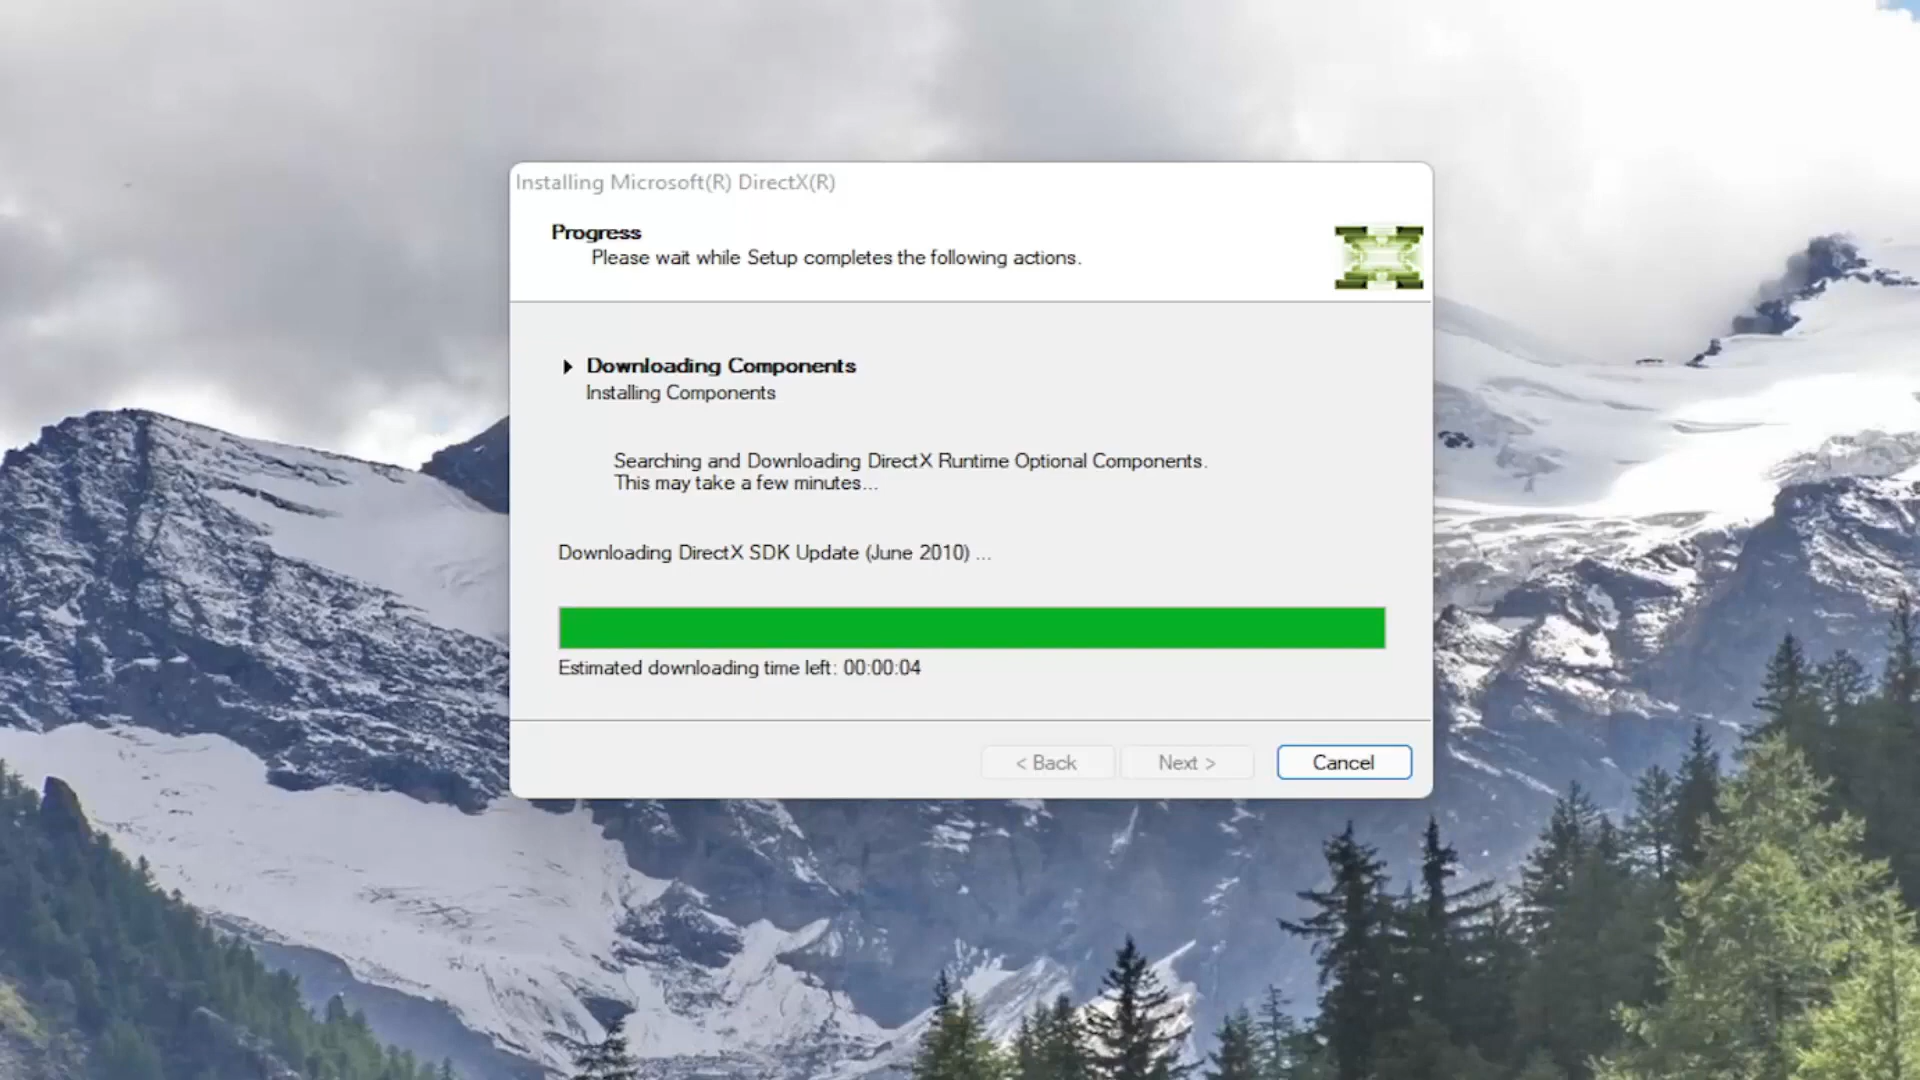 Installing Microsoft(R) DirectX(R)
Progress
Please wait while Setup completes the following actions.
Downloading Components
Installing Components
Searching and Downloading DirectX Runtime Optional Components.
This may take a few minutes...
Downloading DirectX SDK Update (June 2010) ...
Estimated downloading time left: 00:00:04
< Back
Next >
Cancel